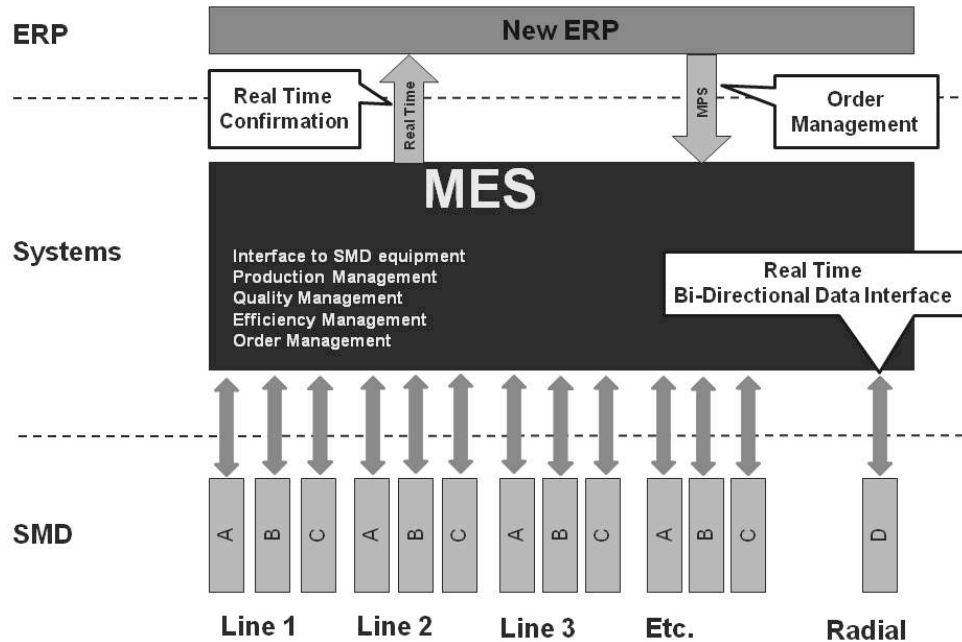 ERP
New ERP
Real Time
Confirmation
Real Time
MPS
Order
Management
MES
Systems
Interface to SMD equipment
Production Management
Quality Management
Efficiency Management
Order Management
Real Time
Bi-Directional Data Interface
SMD
A
B
C
A
B
C
A
B
C
A
B
C
D
Line 1
Line 2
Line 3
Etc.
Radial